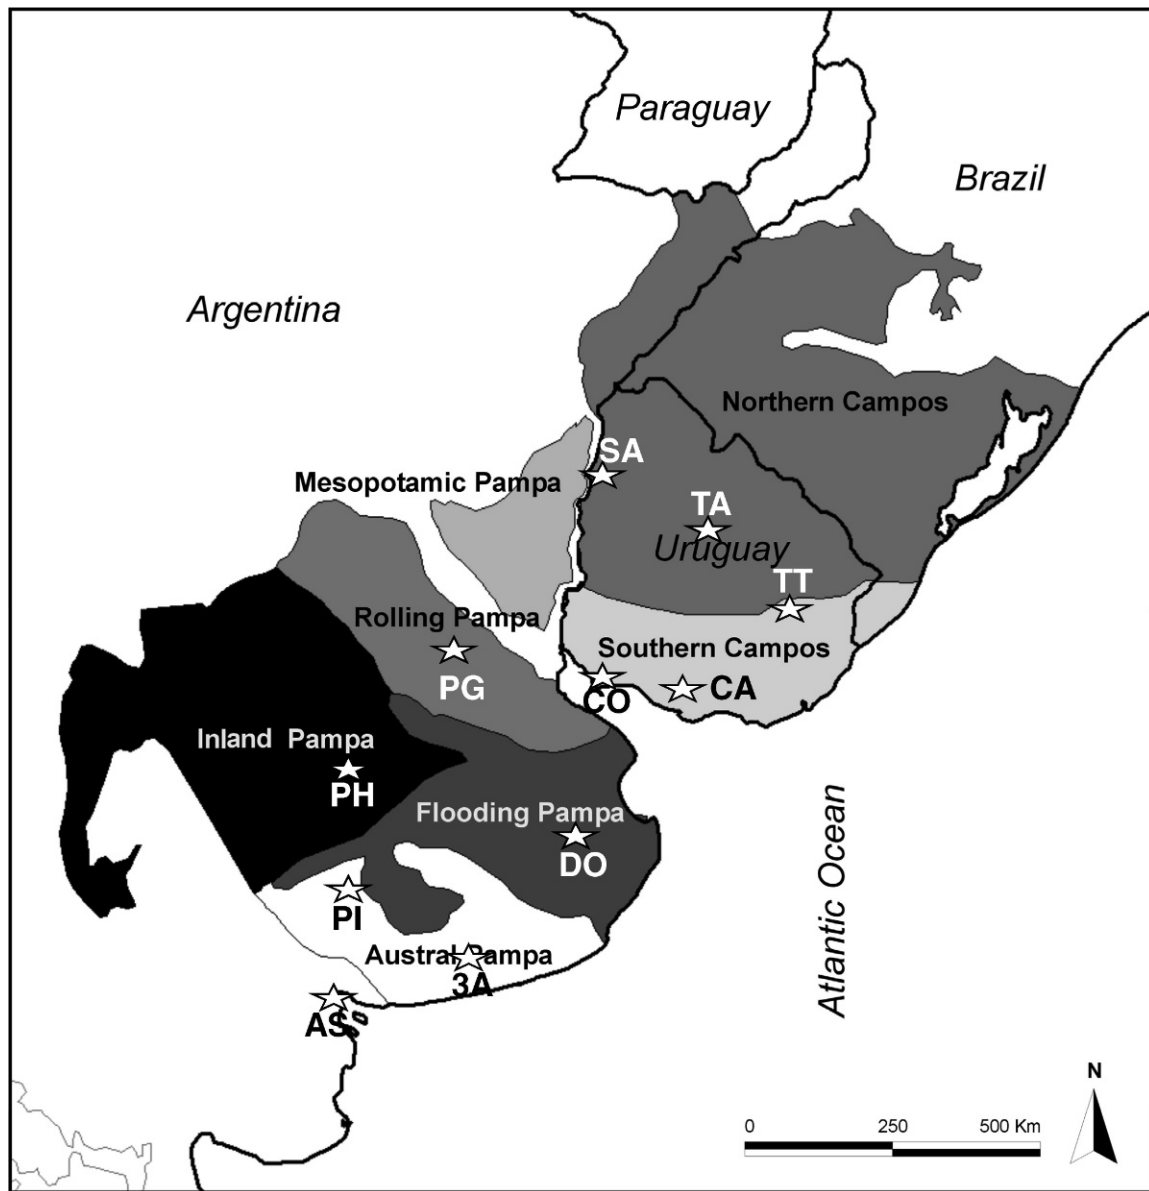 Paraguay
Brazil
Argentina
Northern Campos
SA
Mesopotamic Pampa
TA
Uruguay
TT
Rolling Pampa
Southern Campos
PG
CO
CA
Inland Pampa
PH
Flooding Pampa
DO
Atlantic Ocean
PI
Austral Pampa
3A
AS
N
0 250 500 Km